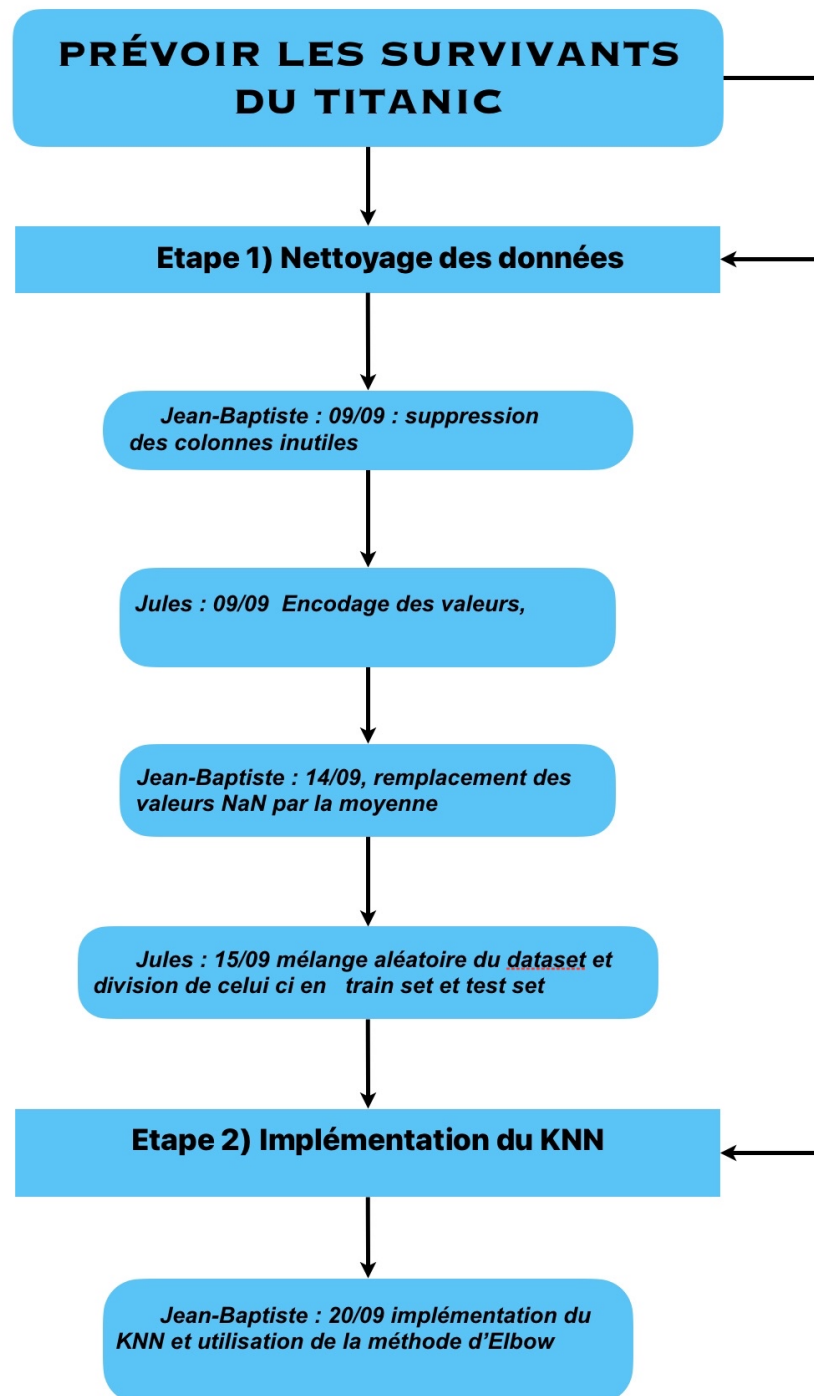 PRÉVOIR LES SURVIVANTS
DU TITANIC
Etape 1) Nettoyage des données
Jean-Baptiste : 09/09 : suppression
des colonnes inutiles
Jules : 09/09 Encodage des valeurs,
Jean-Baptiste : 14/09, remplacement des
valeurs NaN par la moyenne
Jules : 15/09 mélange aléatoire du dataset et
division de celui ci en train set et test set
Etape 2) Implémentation du KNN
Jean-Baptiste : 20/09 implémentation du
KNN et utilisation de la méthode d'Elbow